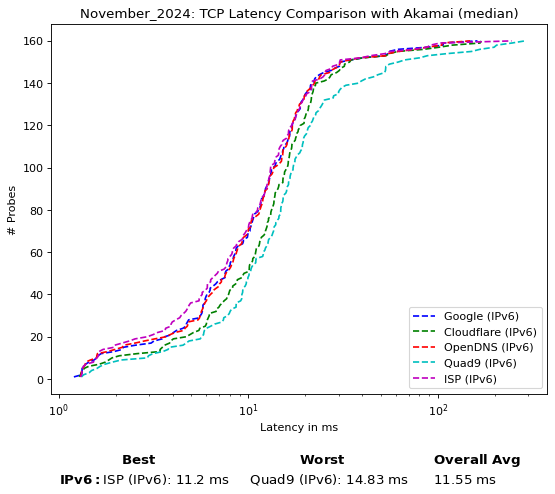 November_2024: TCP Latency Comparison with Akamai (median)
# Probes
160
140
120
100
80
60
40
20
0
Google (IPv6)
Cloudflare (IPv6)
OpenDNS (IPv6)
Quad9 (IPv6)
ISP (IPv6)
10⁰ 10¹ 10²
Latency in ms
Best Worst Overall Avg
IPv6: ISP (IPv6): 11.2 ms Quad9 (IPv6): 14.83 ms 11.55 ms